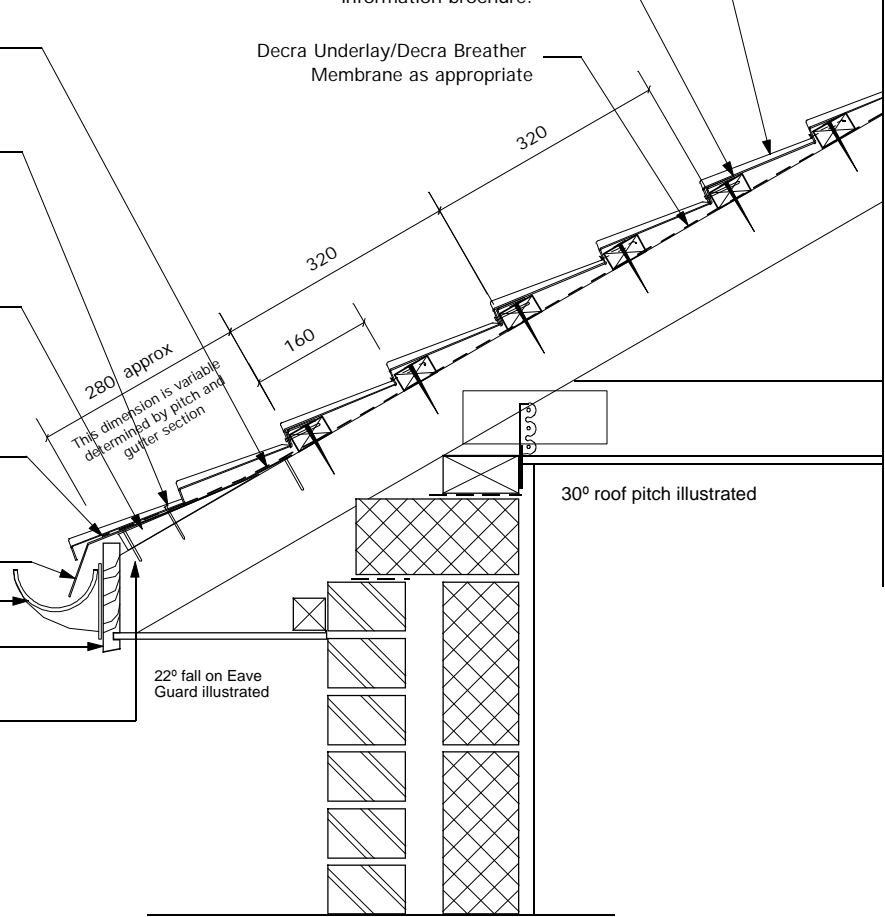 information brochure.
Decra Underlay/Decra Breather
Membrane as appropriate
320
320
160
280 approx
This dimension is variable
determined by pitch and
gutter section
30º roof pitch illustrated
22º fall on Eave
Guard illustrated